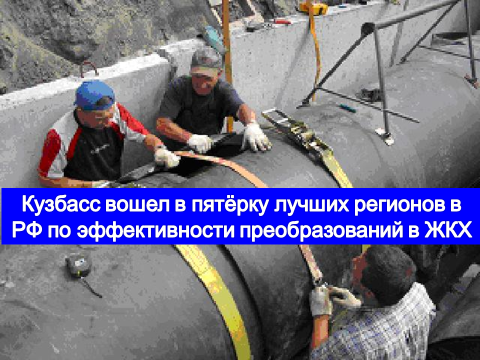 Кузбасс вошел в пятёрку лучших регионов в
РФ по эффективности преобразований в ЖКХ